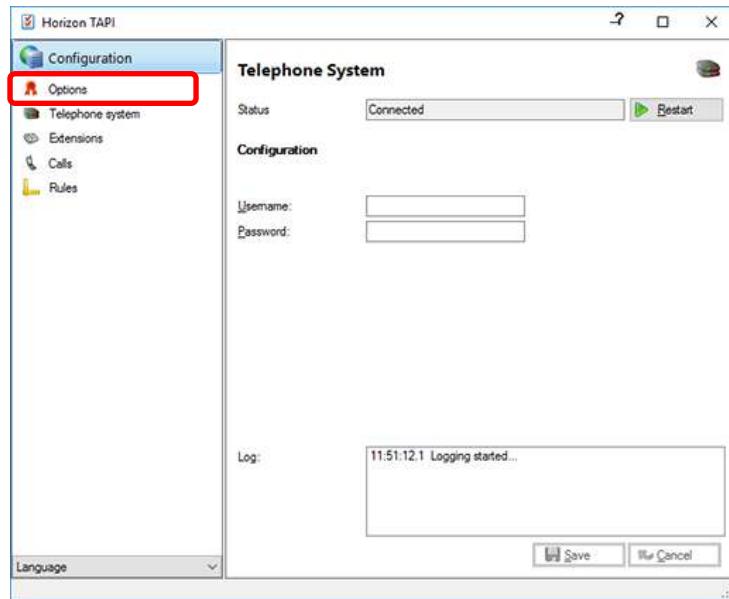 Horizon TAPI
Configuration
Options
Telephone system
Extensions
Calls
Rules
Language
Telephone System
Status
Connected
Restart
Configuration
Username:
Password:
Log:
11:51:12.1 Logging started...
Save
Cancel